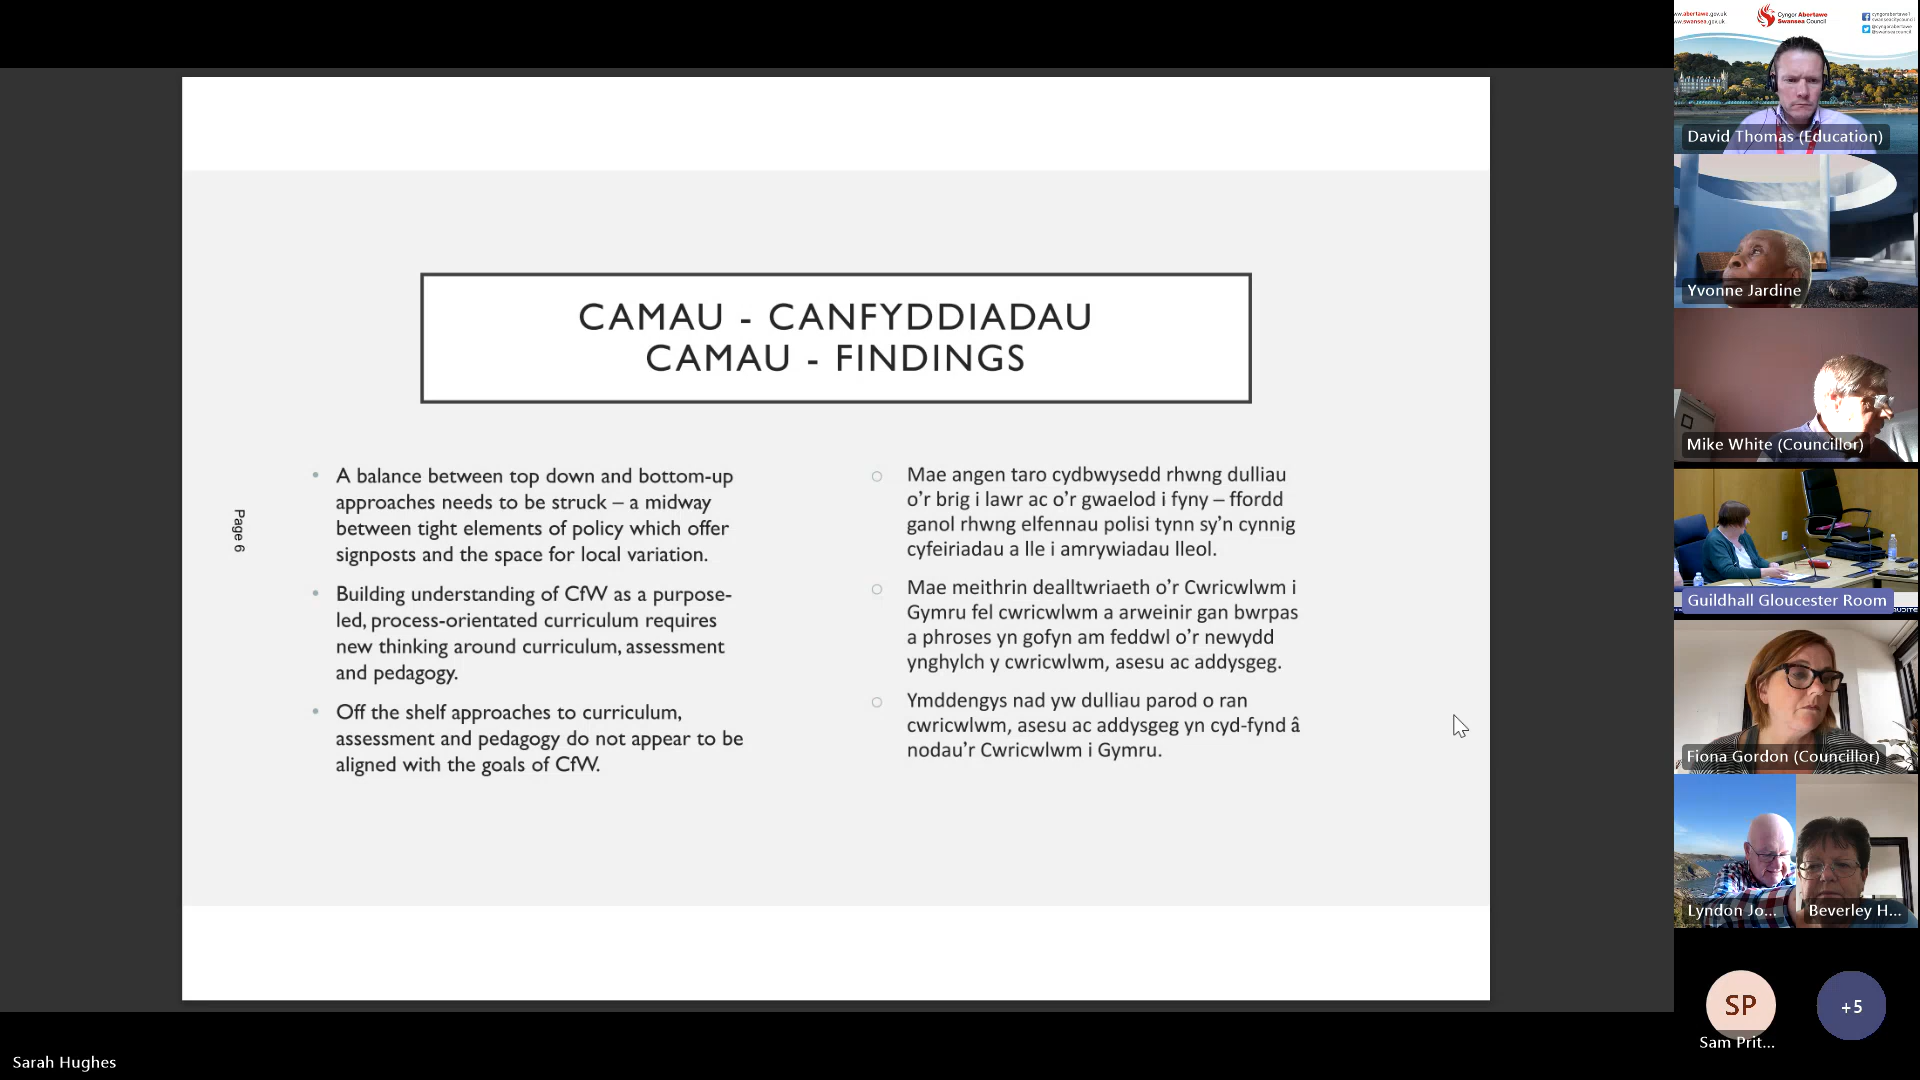 CAMAU - CANFYDDIADAU
CAMAU - FINDINGS
A balance between top down and bottom-up
approaches needs to be struck – a midway
between tight elements of policy which offer
signposts and the space for local variation.
Building understanding of CfW as a purpose-
led, process-orientated curriculum requires
new thinking around curriculum, assessment
and pedagogy.
Off the shelf approaches to curriculum,
assessment and pedagogy do not appear to be
aligned with the goals of CfW.
Mae angen taro cydbwysedd rhwng dulliau
o'r brig i lawr ac o'r gwaelod i fyny – ffordd
ganol rhwng elfennau polisi tynn sy'n cynnig
cyfeiriadau a lle i amrywiadau lleol.
Mae meithrin dealltwriaeth o'r Cwricwlwm i
Gymru fel cwricwlwm a arweinir gan bwrpas
a phroses yn gofyn am feddwl o'r newydd
ynghylch y cwricwlwm, asesu ac addysgeg.
Ymddengys nad yw dulliau parod o ran
cwricwlwm, asesu ac addysgeg yn cyd-fynd â
nodau'r Cwricwlwm i Gymru.
Page 6
Sarah Hughes
Cyngor Abertawe
Swansea Council
David Thomas (Education)
Yvonne Jardine
Mike White (Councillor)
Guildhall Gloucester Room
Fiona Gordon (Councillor)
Lyndon Jo...
Beverley H...
SP
Sam Prit...
+5